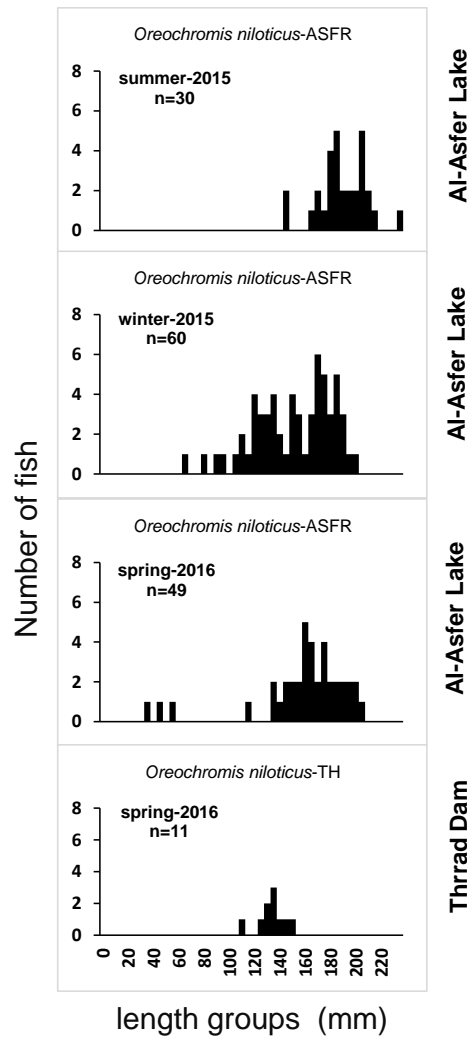 Oreochromis niloticus-ASFR
8
6
4
2
0
summer-2015
n=30
Al-Asfer Lake
Oreochromis niloticus-ASFR
8
6
4
2
0
winter-2015
n=60
Al-Asfer Lake
Oreochromis niloticus-ASFR
8
6
4
2
0
spring-2016
n=49
Al-Asfer Lake
Oreochromis niloticus-TH
8
6
4
2
0
spring-2016
n=11
Thrrad Dam
Number of fish
0 20 40 60 80 100 120 140 160 180 200 220
length groups (mm)